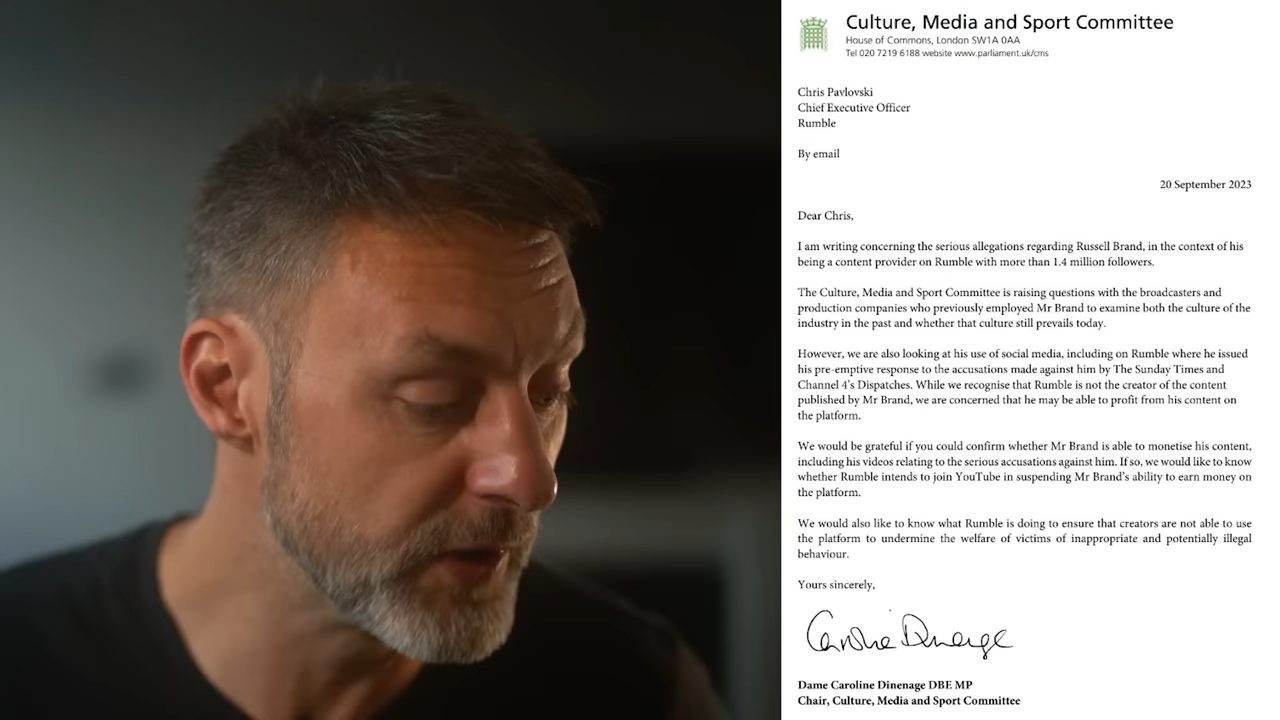 Culture, Media and Sport Committee
House of Commons, London SW1A 0AA
Tel 020 7219 6188 website www.parliament.uk/cms
Chris Pavlovski
Chief Executive Officer
Rumble
By email
20 September 2023
Dear Chris,
I am writing concerning the serious allegations regarding Russell Brand, in the context of his
being a content provider on Rumble with more than 1.4 million followers.
The Culture, Media and Sport Committee is raising questions with the broadcasters and
production companies who previously employed Mr Brand to examine both the culture of the
industry in the past and whether that culture still prevails today.
However, we are also looking at his use of social media, including on Rumble where he issued
his pre-emptive response to the accusations made against him by The Sunday Times and
Channel 4's Dispatches. While we recognise that Rumble is not the creator of the content
published by Mr Brand, we are concerned that he may be able to profit from his content on
the platform.
We would be grateful if you could confirm whether Mr Brand is able to monetise his content,
including his videos relating to the serious accusations against him. If so, we would like to know
whether Rumble intends to join YouTube in suspending Mr Brand's ability to earn money on
the platform.
We would also like to know what Rumble is doing to ensure that creators are not able to use
the platform to undermine the welfare of victims of inappropriate and potentially illegal
behaviour.
Yours sincerely,
Caroline Dinenage
Dame Caroline Dinenage DBE MP
Chair, Culture, Media and Sport Committee